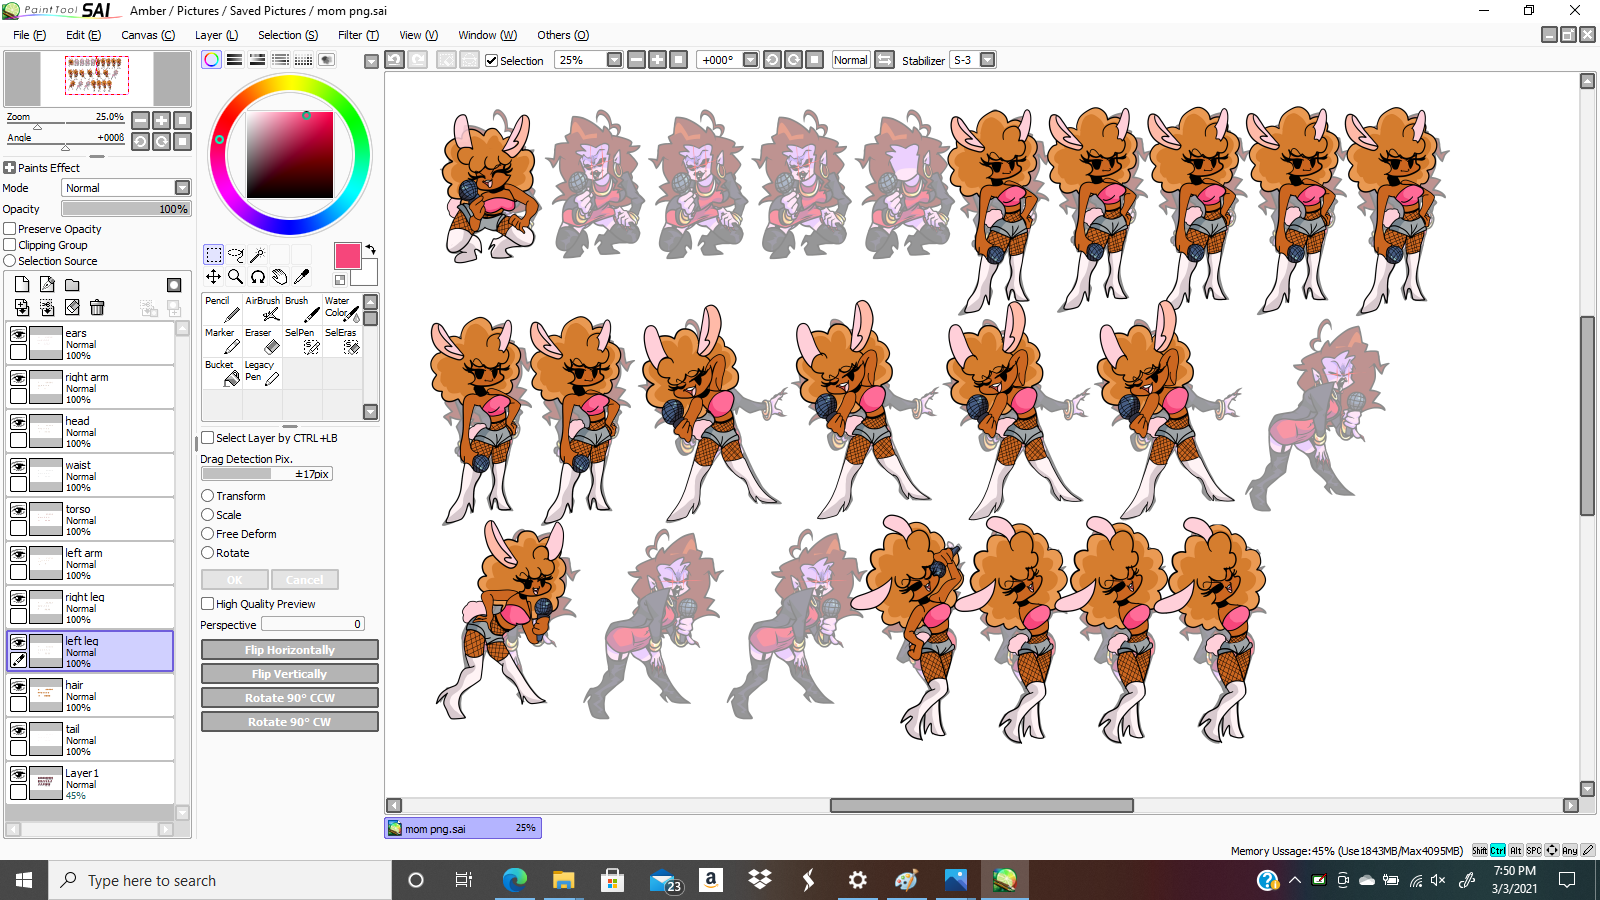 PaintTool SAI Amber / Pictures / Saved Pictures / mom png.sai
File (F) Edit (E) Canvas (C) Layer (L) Selection (S) Filter (T) View (V) Window (W) Others (O)
Selection 25% +000° Normal Stabilizer S-3
Zoom 25.0%
Angle +000ß
Paints Effect
Mode Normal
Opacity 100%
Preserve Opacity
Clipping Group
Selection Source
ears
Normal
100%
right arm
Normal
100%
head
Normal
100%
waist
Normal
100%
torso
Normal
100%
left arm
Normal
100%
right leg
Normal
100%
left leg
Normal
100%
hair
Normal
100%
tail
Normal
100%
Layer1
Normal
45%
Pencil AirBrush Brush Water Color
Marker Eraser SelPen SelEras
Bucket Legacy Pen
Select Layer by CTRL+LB
Drag Detection Pix.
±17pix
Transform
Scale
Free Deform
Rotate
OK Cancel
High Quality Preview
Perspective 0
Flip Horizontally
Flip Vertically
Rotate 90° CCW
Rotate 90° CW
mom png.sai 25%
Memory Ussage:45% (Use1843MB/Max4095MB) Shift Ctrl Alt SPC Any
Type here to search
23
a
7:50 PM
3/3/2021